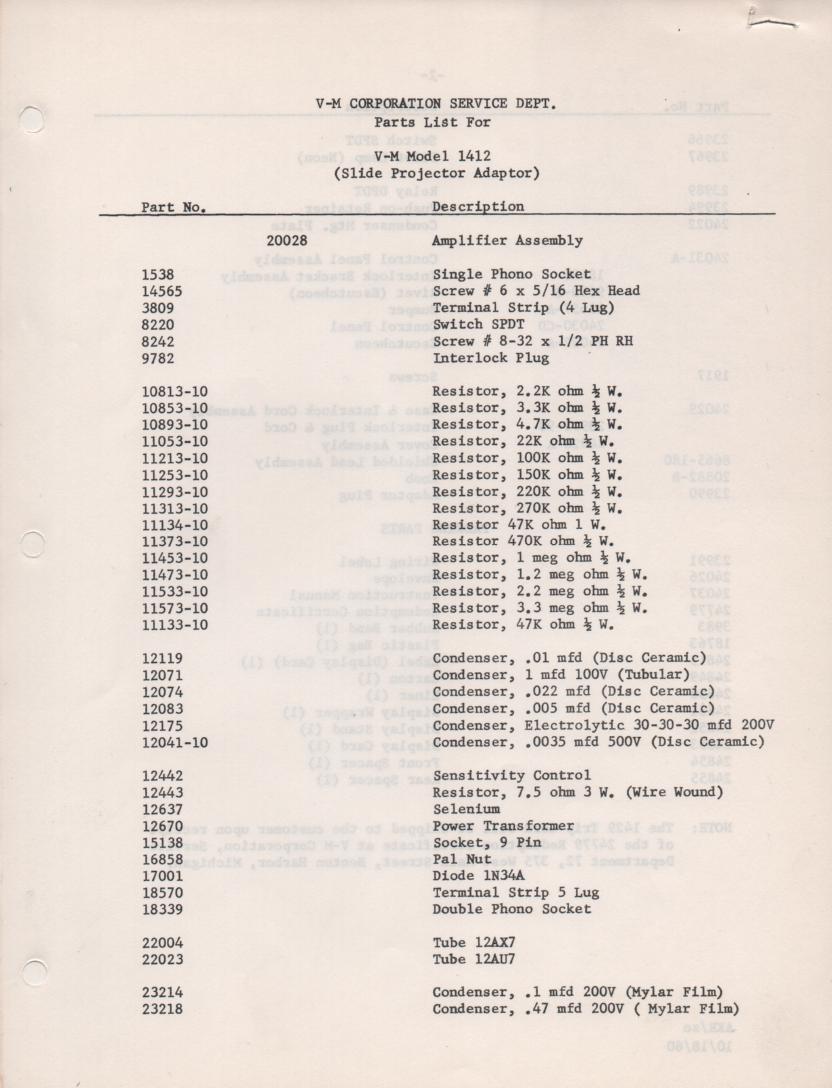 V-M CORPORATION SERVICE DEPT.
Parts List For
V-M Model 1412
(Slide Projector Adaptor)
Part No. Description
20028 Amplifier Assembly
1538 Single Phono Socket
14565 Screw # 6 x 5/16 Hex Head
3809 Terminal Strip (4 Lug)
8220 Switch SPDT
8242 Screw # 8-32 x 1/2 PH RH
9782 Interlock Plug
10813-10 Resistor, 2.2K ohm ½ W.
10853-10 Resistor, 3.3K ohm ½ W.
10893-10 Resistor, 4.7K ohm ½ W.
11053-10 Resistor, 22K ohm ½ W.
11213-10 Resistor, 100K ohm ½ W.
11253-10 Resistor, 150K ohm ½ W.
11293-10 Resistor, 220K ohm ½ W.
11313-10 Resistor, 270K ohm ½ W.
11134-10 Resistor 47K ohm 1 W.
11373-10 Resistor 470K ohm ½ W.
11453-10 Resistor, 1 meg ohm ½ W.
11473-10 Resistor, 1.2 meg ohm ½ W.
11533-10 Resistor, 2.2 meg ohm ½ W.
11573-10 Resistor, 3.3 meg ohm ½ W.
11133-10 Resistor, 47K ohm ½ W.
12119 Condenser, .01 mfd (Disc Ceramic)
12071 Condenser, 1 mfd 100V (Tubular)
12074 Condenser, .022 mfd (Disc Ceramic)
12083 Condenser, .005 mfd (Disc Ceramic)
12175 Condenser, Electrolytic 30-30-30 mfd 200V
12041-10 Condenser, .0035 mfd 500V (Disc Ceramic)
12442 Sensitivity Control
12443 Resistor, 7.5 ohm 3 W. (Wire Wound)
12637 Selenium
12670 Power Transformer
15138 Socket, 9 Pin
16858 Pal Nut
17001 Diode 1N34A
18570 Terminal Strip 5 Lug
18339 Double Phono Socket
22004 Tube 12AX7
22023 Tube 12AU7
23214 Condenser, .1 mfd 200V (Mylar Film)
23218 Condenser, .47 mfd 200V ( Mylar Film)